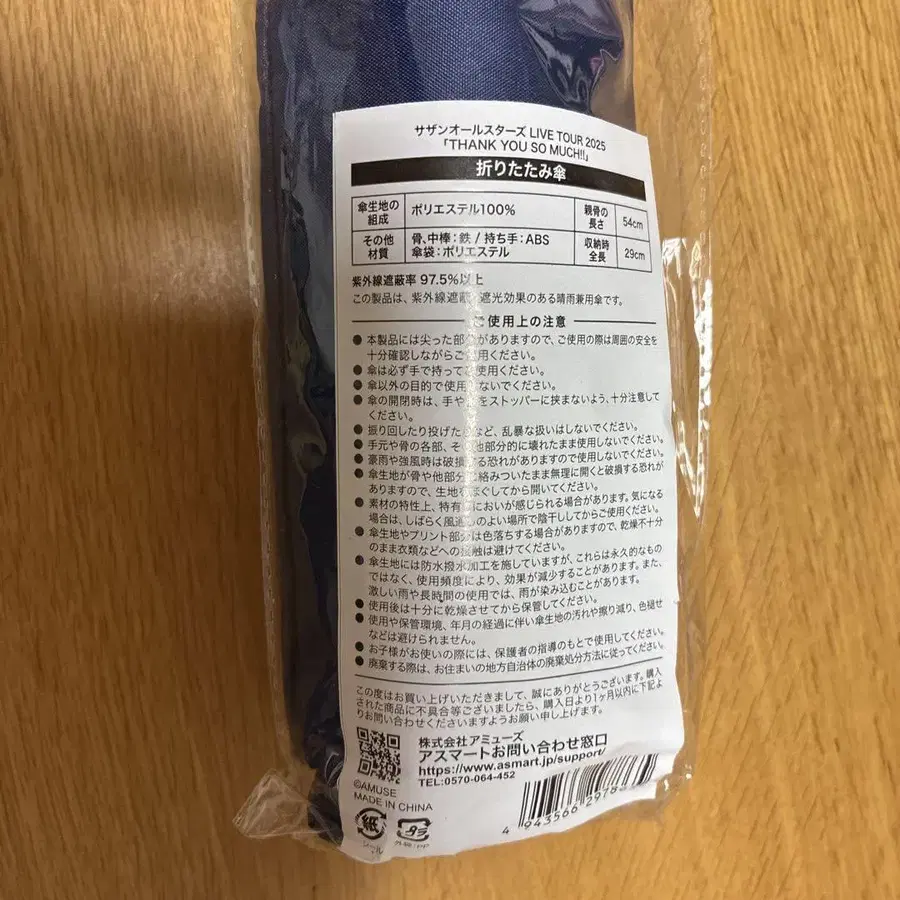 サザンオールスターズ LIVE TOUR 2025
「THANK YOU SO MUCH!!」
折りたたみ傘
傘生地の組成 ポリエステル100% 親骨の長さ 54cm
その他材質 骨、中棒：鉄 / 持ち手：ABS 傘袋：ポリエステル 収納時全長 29cm
紫外線遮蔽率 97.5%以上
この製品は、紫外線遮蔽 遮光効果のある晴雨兼用傘です。
ご使用上の注意
● 本製品には尖った部分がありますので、ご使用の際は周囲の安全を
十分確認しながらご使用ください。
● 傘は必ず手で持ってご使用ください。
● 傘以外の目的で使用しないでください。
● 傘の開閉時は、手や をストッパーに挟まないよう、十分注意して
ください。
● 振り回したり投げたりなど、乱暴な扱いはしないでください。
● 手元や骨の各部、その他部分的に壊れたまま使用しないでください。
● 豪雨や強風時は破損する恐れがありますので使用しないでください。
● 傘生地が骨や他部分に絡みついたまま無理に開くと破損する恐れが
ありますので、生地をほぐしてから開いてください。
● 素材の特性上、特有のにおいが感じられる場合があります。気になる
場合は、しばらく風通しのよい場所で陰干ししてからご使用ください。
● 傘生地やプリント部分は色落ちする場合がありますので、乾燥不十分
のまま衣類などへの接触は避けてください。
● 傘生地には防水撥水加工を施していますが、これらは永久的なもの
ではなく、使用頻度により、効果が減少することがあります。また、
激しい雨や長時間の使用では、雨が染み込むことがあります。
● 使用後は十分に乾燥させてから保管してください。
● 使用や保管環境、年月の経過に伴い傘生地の汚れや擦り減り、色褪せ
などは避けられません。
● お子様がお使いの際には、保護者の指導のもとで使用してください。
● 廃棄する際は、お住まいの地方自治体の廃棄処分方法に従ってください。
この度はお買い上げいただきまして、誠にありがとうございます。購入
された商品に不具合等ございましたら、購入日より1ヶ月以内に下記よ
りお問い合わせくださいますようお願い申し上げます。
株式会社アミューズ
アスマートお問い合わせ窓口
https://www.asmart.jp/support/
TEL:0570-064-452
©AMUSE
MADE IN CHINA
4 943566 2978
紙
プラ
外袋：PP